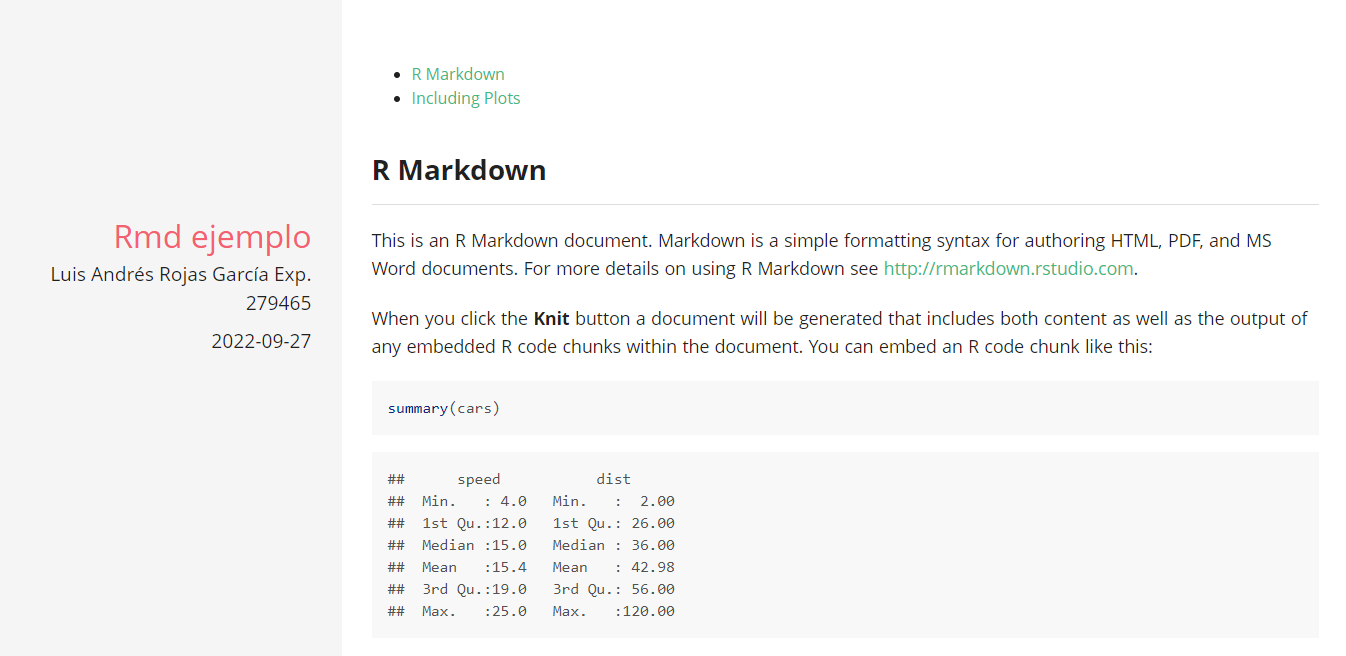 Rmd ejemplo
Luis Andrés Rojas García Exp.
279465
2022-09-27
R Markdown
Including Plots
R Markdown
This is an R Markdown document. Markdown is a simple formatting syntax for authoring HTML, PDF, and MS
Word documents. For more details on using R Markdown see http://rmarkdown.rstudio.com.
When you click the Knit button a document will be generated that includes both content as well as the output of
any embedded R code chunks within the document. You can embed an R code chunk like this:
summary(cars)
##      speed           dist
##  Min.   : 4.0   Min.   :  2.00
##  1st Qu.:12.0   1st Qu.: 26.00
##  Median :15.0   Median : 36.00
##  Mean   :15.4   Mean   : 42.98
##  3rd Qu.:19.0   3rd Qu.: 56.00
##  Max.   :25.0   Max.   :120.00